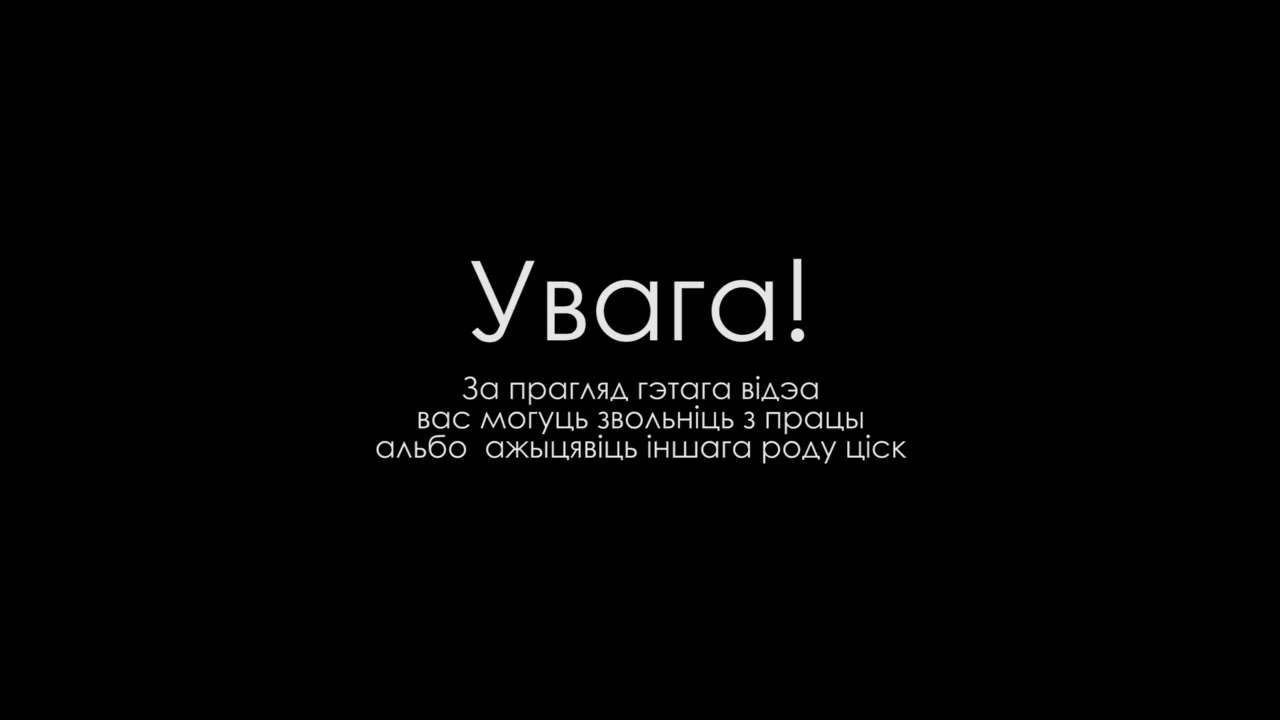 Увага!
За прагляд гэтага відэа
вас могуць звольніць з працы
альбо  ажыцявіць іншага роду ціск